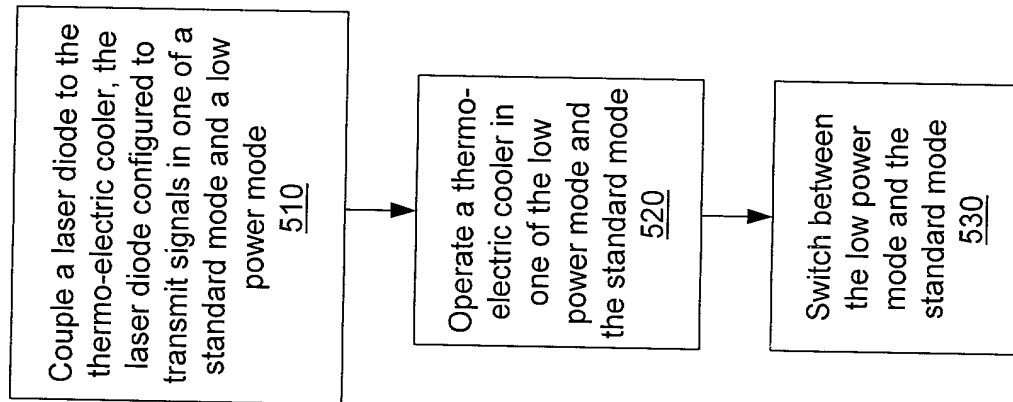 Couple a laser diode to the
thermo-electric cooler, the
laser diode configured to
transmit signals in one of a
standard mode and a low
power mode
510
Operate a thermo-
electric cooler in
one of the low
power mode and
the standard mode
520
Switch between
the low power
mode and the
standard mode
530